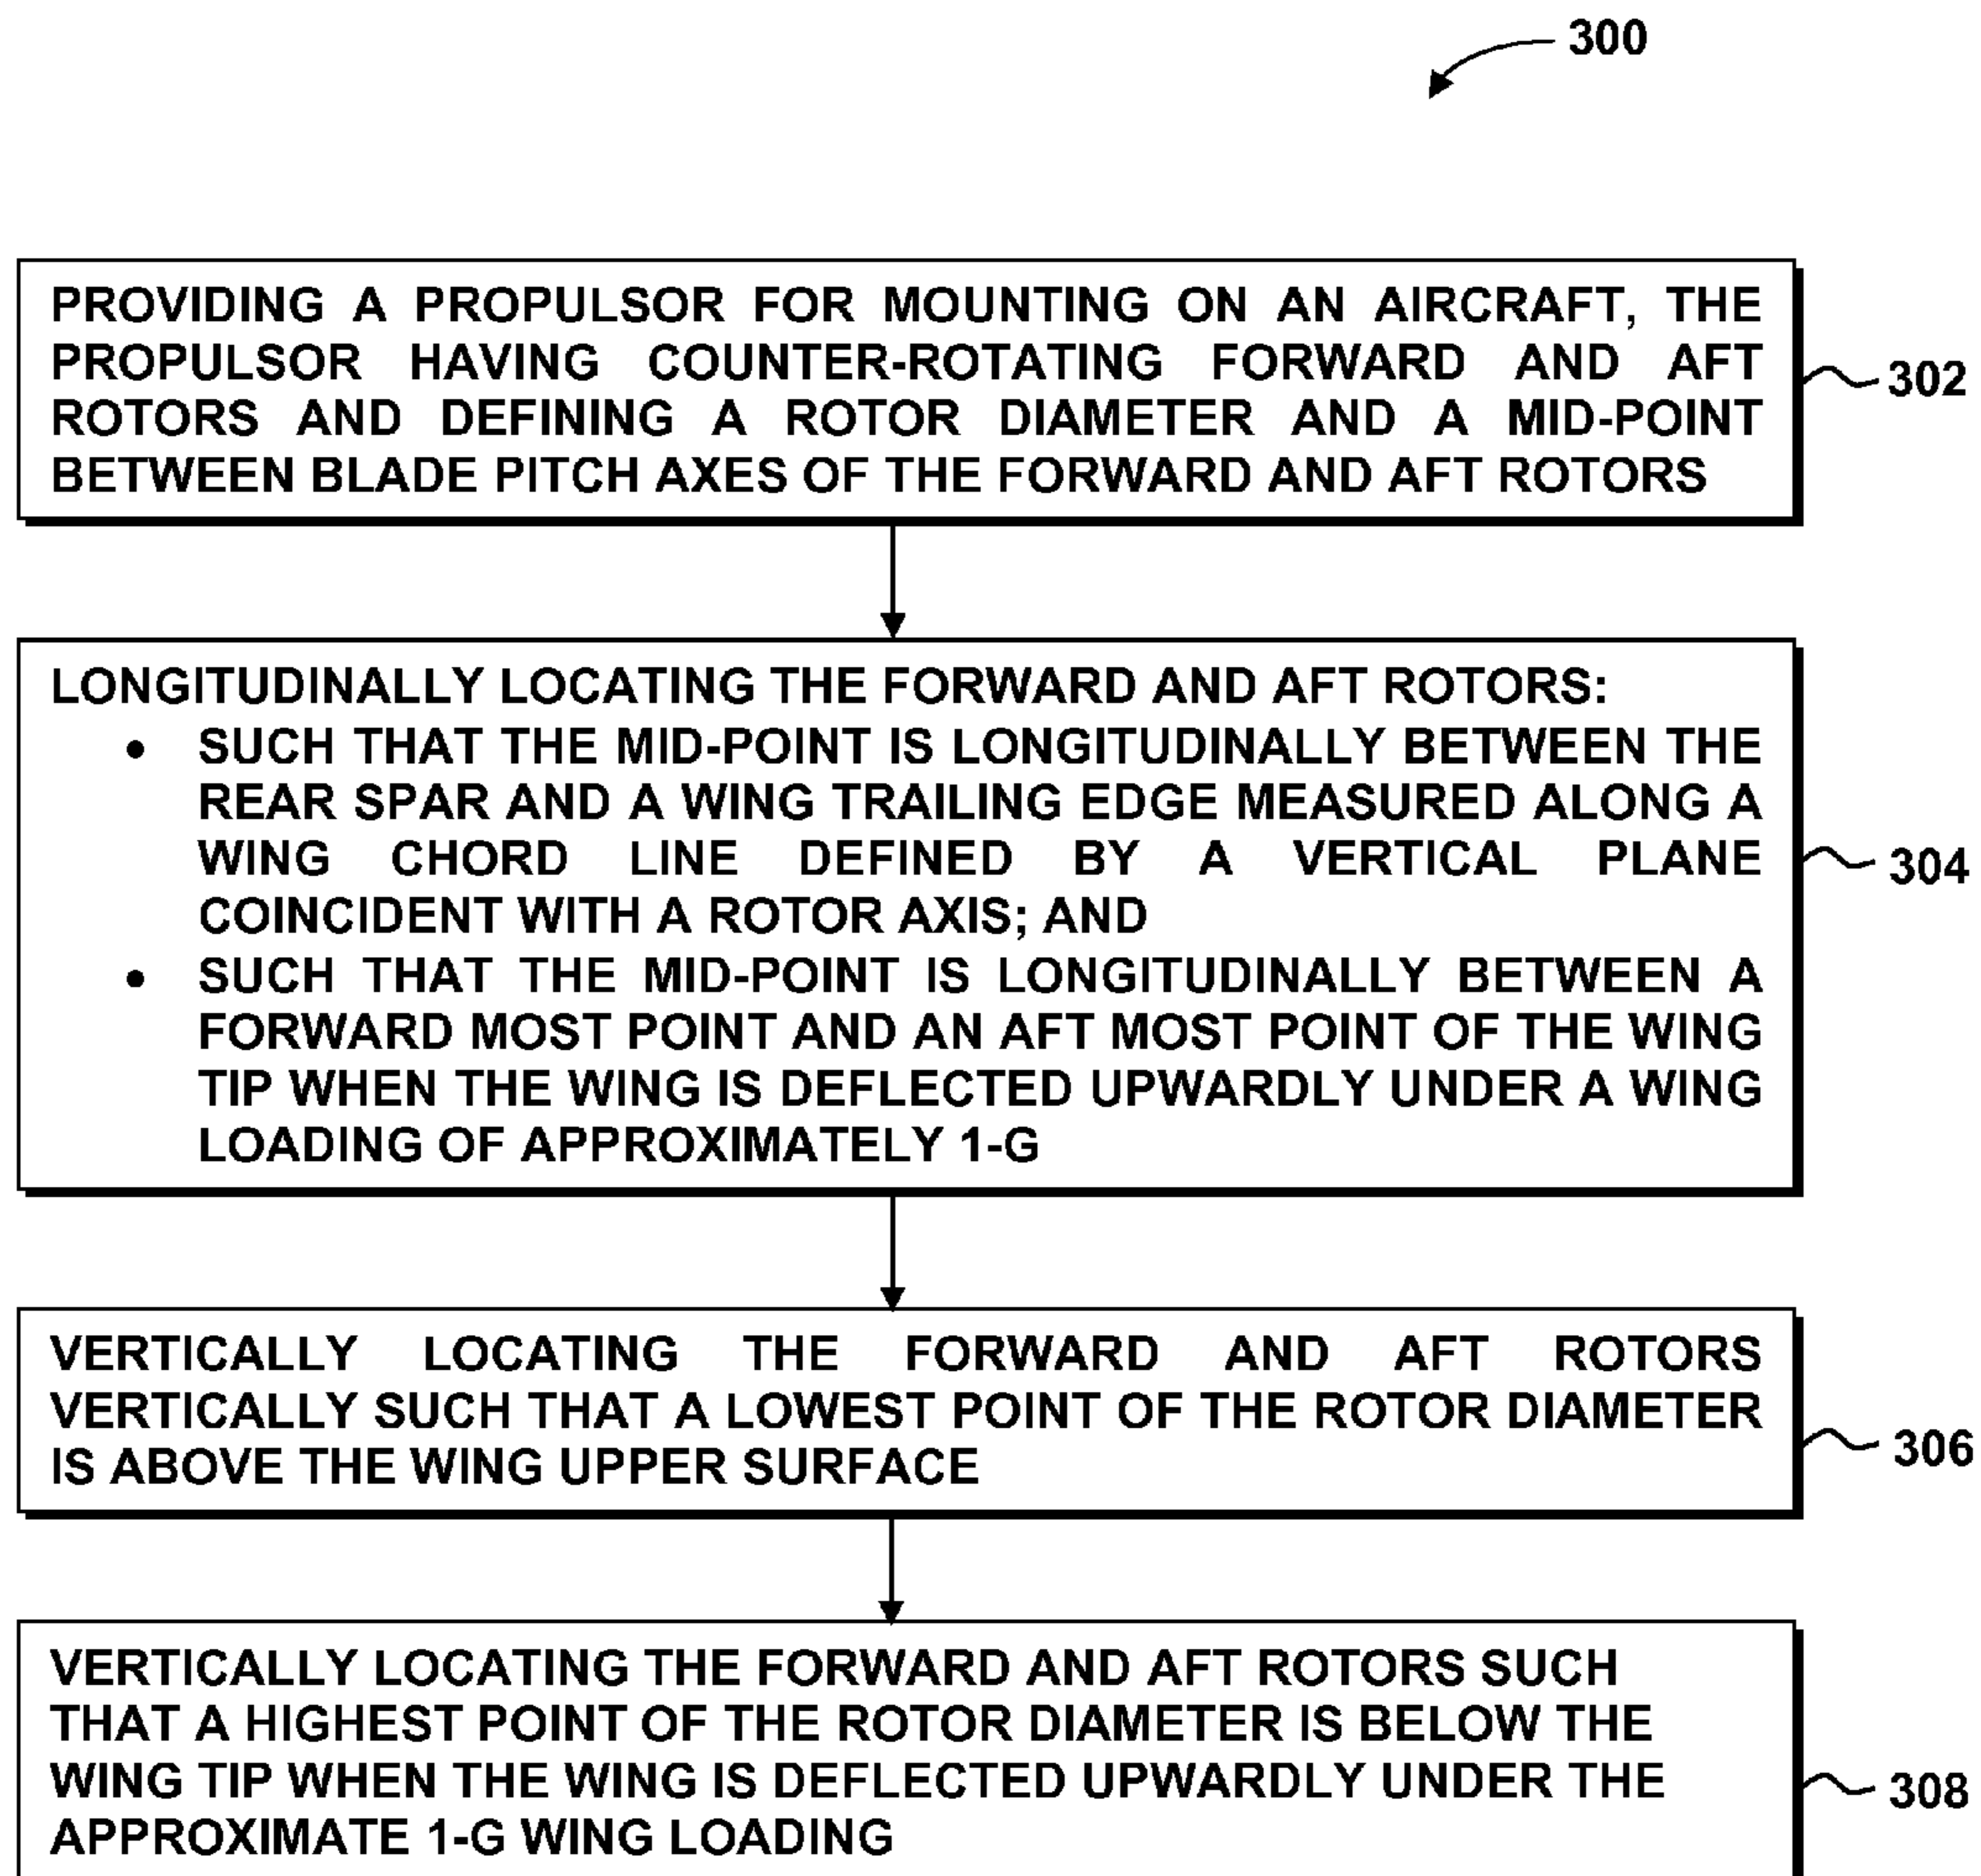 300
PROVIDING A PROPULSOR FOR MOUNTING ON AN AIRCRAFT, THE
PROPULSOR HAVING COUNTER-ROTATING FORWARD AND AFT
ROTORS AND DEFINING A ROTOR DIAMETER AND A MID-POINT
BETWEEN BLADE PITCH AXES OF THE FORWARD AND AFT ROTORS
302
LONGITUDINALLY LOCATING THE FORWARD AND AFT ROTORS:
• SUCH THAT THE MID-POINT IS LONGITUDINALLY BETWEEN THE
REAR SPAR AND A WING TRAILING EDGE MEASURED ALONG A
WING CHORD LINE DEFINED BY A VERTICAL PLANE
COINCIDENT WITH A ROTOR AXIS; AND
• SUCH THAT THE MID-POINT IS LONGITUDINALLY BETWEEN A
FORWARD MOST POINT AND AN AFT MOST POINT OF THE WING
TIP WHEN THE WING IS DEFLECTED UPWARDLY UNDER A WING
LOADING OF APPROXIMATELY 1-G
304
VERTICALLY LOCATING THE FORWARD AND AFT ROTORS
VERTICALLY SUCH THAT A LOWEST POINT OF THE ROTOR DIAMETER
IS ABOVE THE WING UPPER SURFACE
306
VERTICALLY LOCATING THE FORWARD AND AFT ROTORS SUCH
THAT A HIGHEST POINT OF THE ROTOR DIAMETER IS BELOW THE
WING TIP WHEN THE WING IS DEFLECTED UPWARDLY UNDER THE
APPROXIMATE 1-G WING LOADING
308